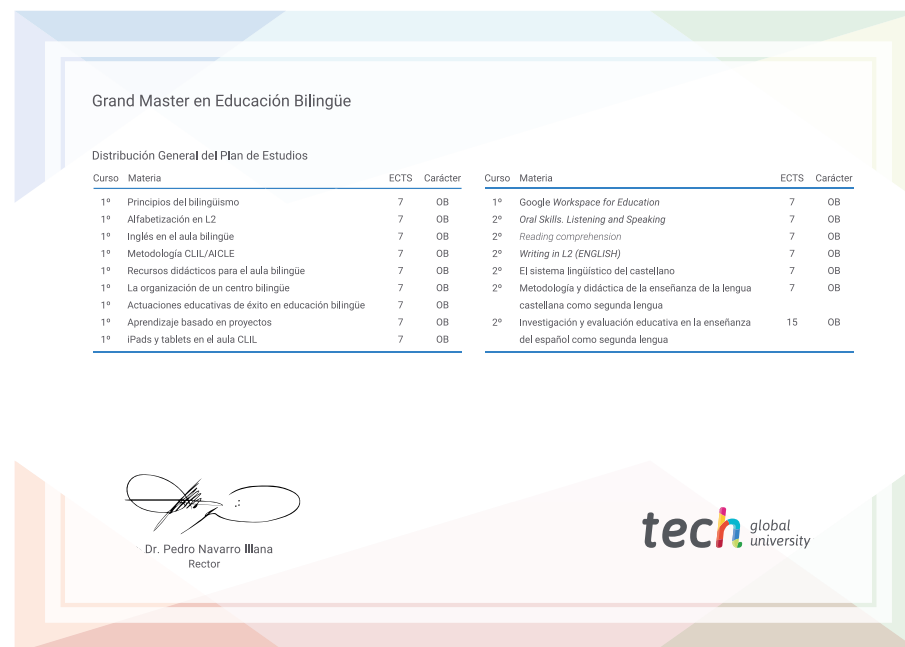 Grand Master en Educación Bilingüe
Distribución General del Plan de Estudios
Curso Materia ECTS Carácter
1º Principios del bilingüismo 7 OB
1º Alfabetización en L2 7 OB
1º Inglés en el aula bilingüe 7 OB
1º Metodología CLIL/AICLE 7 OB
1º Recursos didácticos para el aula bilingüe 7 OB
1º La organización de un centro bilingüe 7 OB
1º Actuaciones educativas de éxito en educación bilingüe 7 OB
1º Aprendizaje basado en proyectos 7 OB
1º iPads y tablets en el aula CLIL 7 OB
Curso Materia ECTS Carácter
1º Google Workspace for Education 7 OB
2º Oral Skills. Listening and Speaking 7 OB
2º Reading comprehension 7 OB
2º Writing in L2 (ENGLISH) 7 OB
2º El sistema lingüístico del castellano 7 OB
2º Metodología y didáctica de la enseñanza de la lengua 7 OB
castellana como segunda lengua
2º Investigación y evaluación educativa en la enseñanza 15 OB
del español como segunda lengua
Dr. Pedro Navarro Illana
Rector
tech global
university